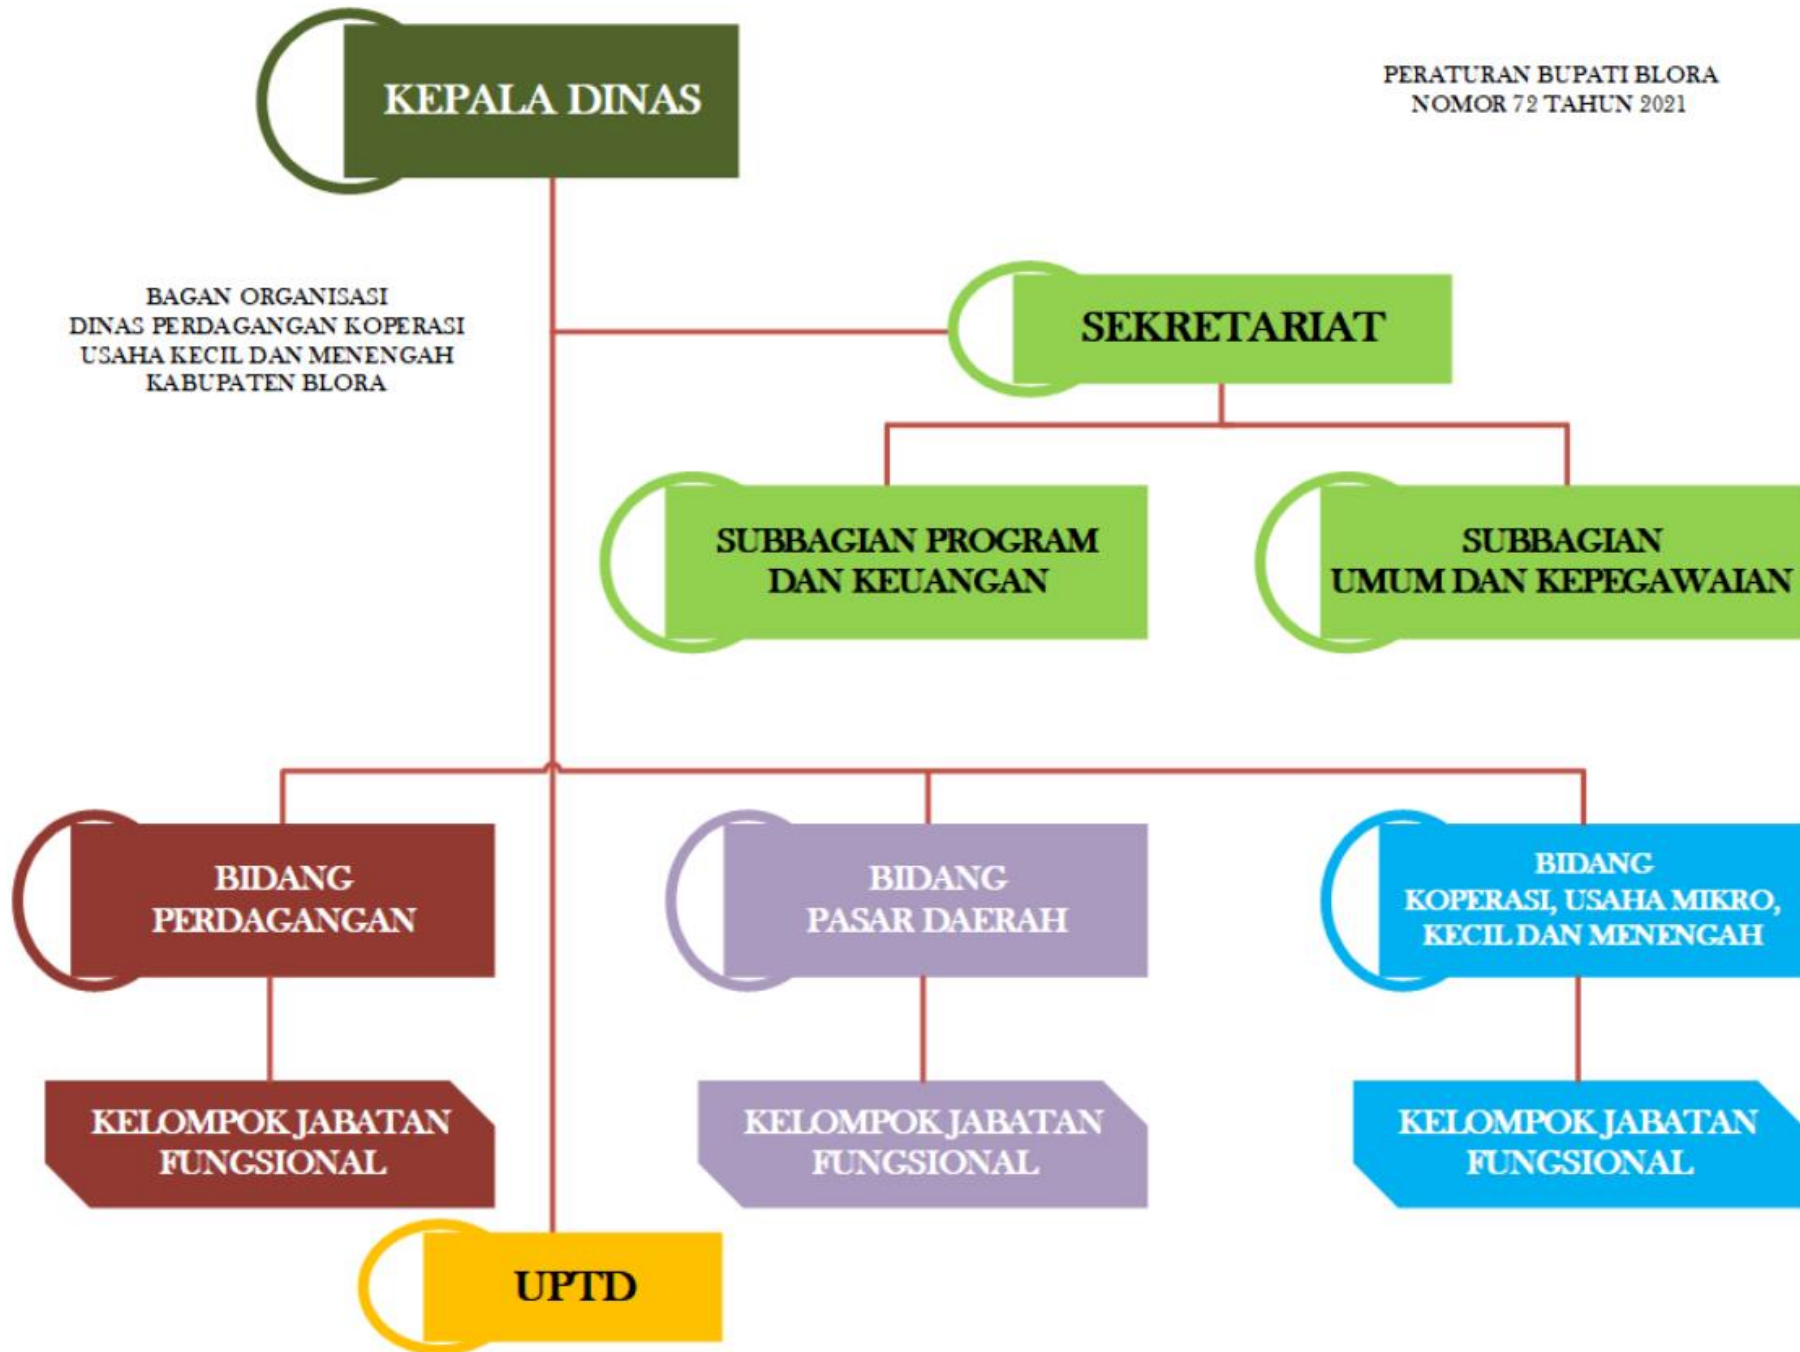 KEPALA DINAS
PERATURAN BUPATI BLORA
NOMOR 72 TAHUN 2021
BAGAN ORGANISASI
DINAS PERDAGANGAN KOPERASI
USAHA KECIL DAN MENENGAH
KABUPATEN BLORA
SEKRETARIAT
SUBBAGIAN PROGRAM
DAN KEUANGAN
SUBBAGIAN
UMUM DAN KEPEGAWAIAN
BIDANG
PERDAGANGAN
BIDANG
PASAR DAERAH
BIDANG
KOPERASI, USAHA MIKRO,
KECIL DAN MENENGAH
KELOMPOK JABATAN
FUNGSIONAL
KELOMPOK JABATAN
FUNGSIONAL
KELOMPOK JABATAN
FUNGSIONAL
UPTD